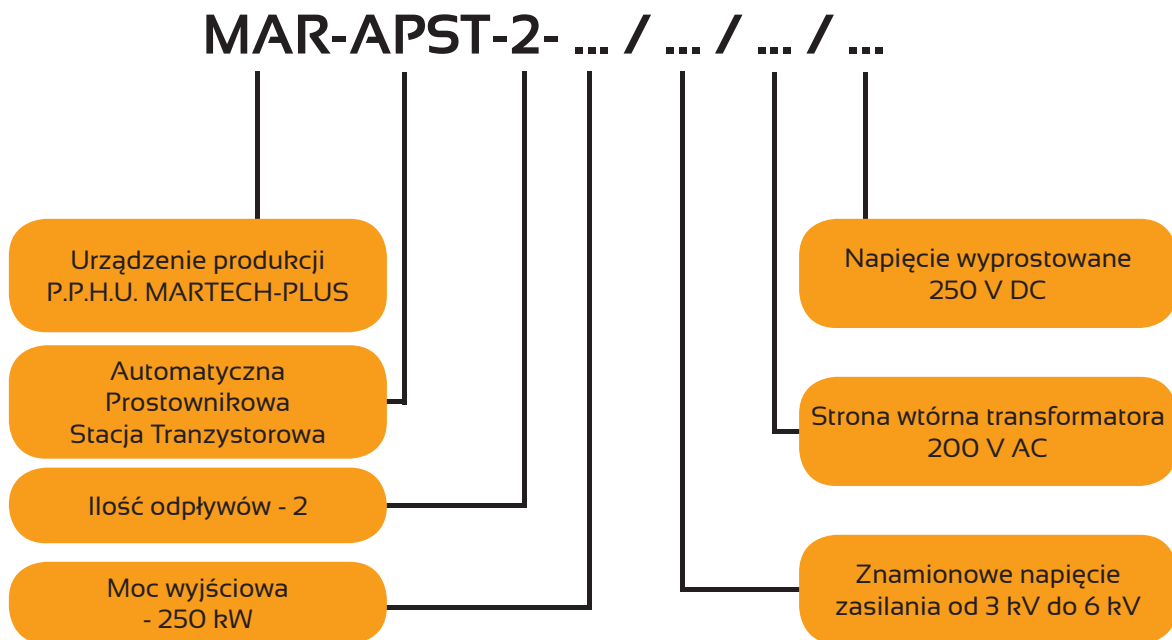 MAR-APST-2- ... / ... / ... / ...
Urządzenie produkcji
P.P.H.U. MARTECH-PLUS
Automatyczna
Prostownikowa
Stacja Tranzystorowa
Ilość odpływów - 2
Moc wyjściowa
- 250 kW
Napięcie wyprostowane
250 V DC
Strona wtórna transformatora
200 V AC
Znamionowe napięcie
zasilania od 3 kV do 6 kV